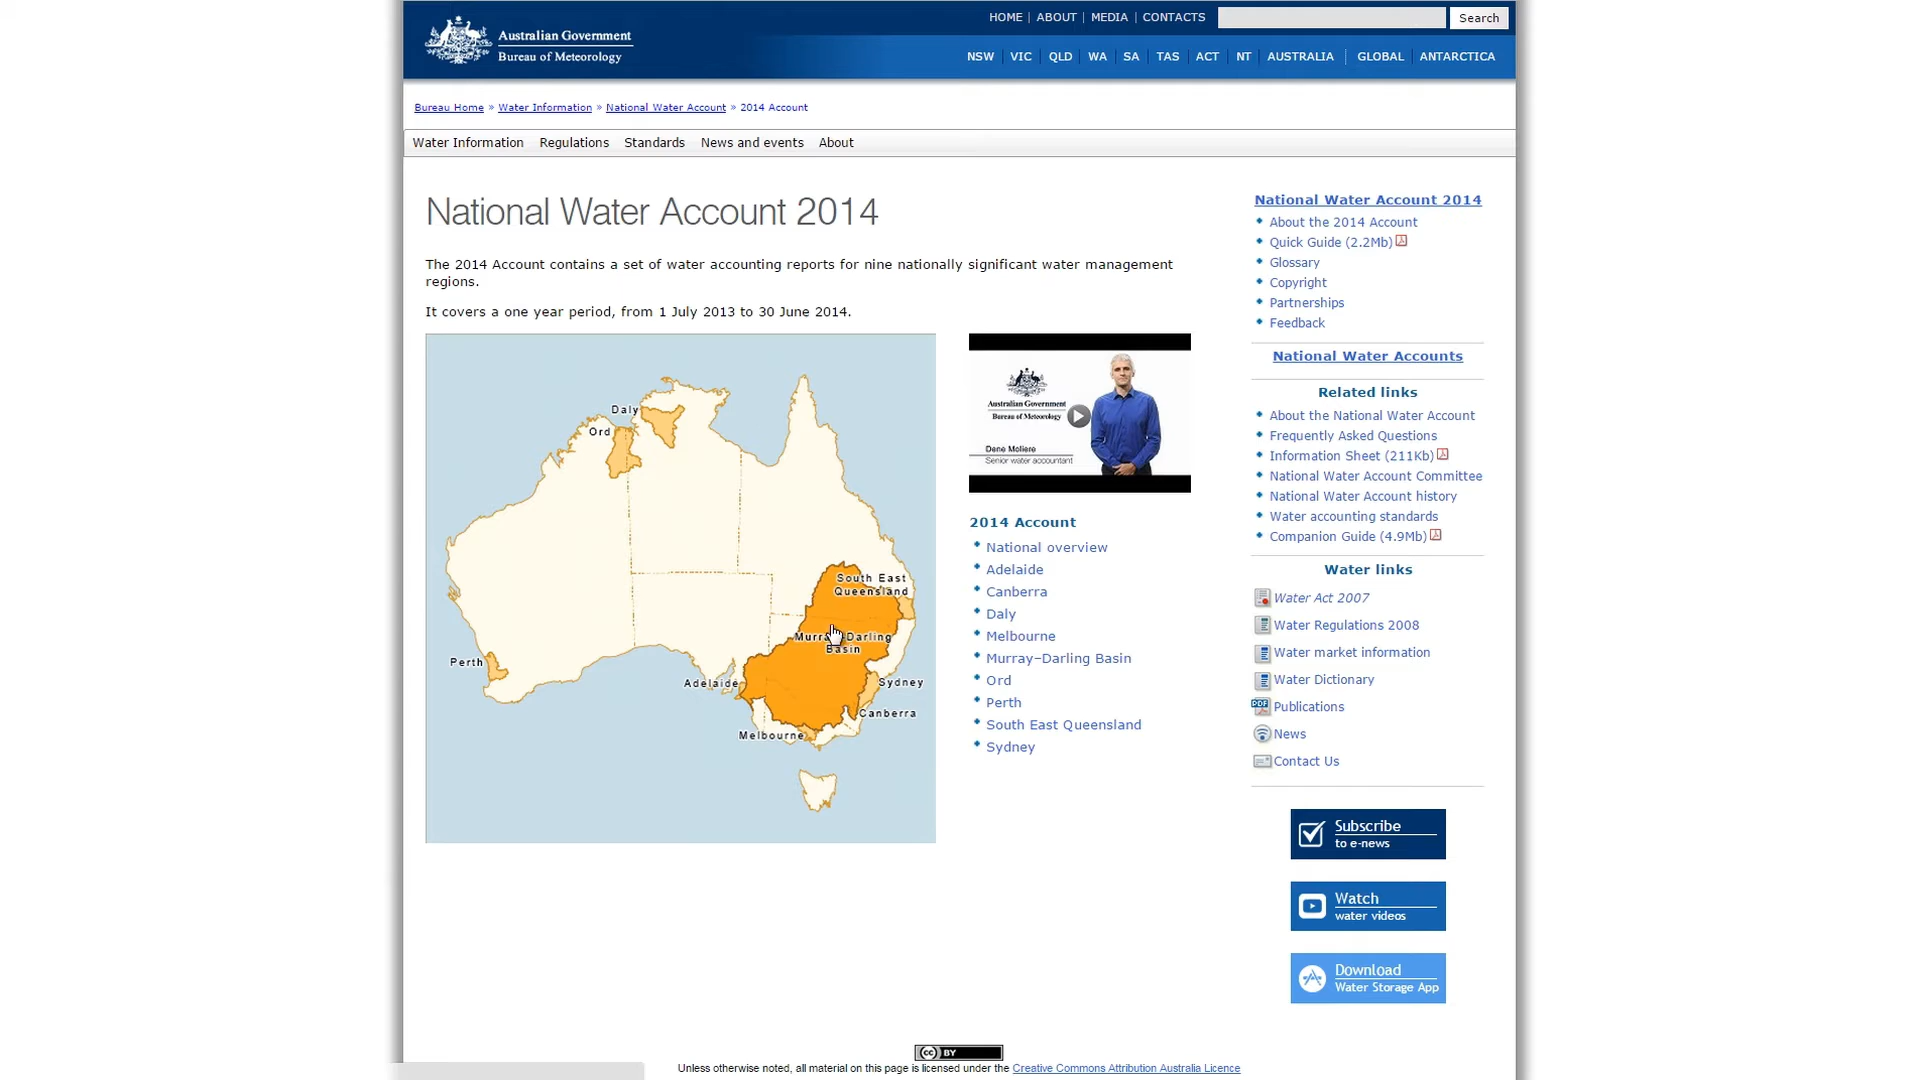 HOME | ABOUT | MEDIA | CONTACTS
Search
Australian Government
Bureau of Meteorology
NSW VIC QLD WA SA TAS ACT NT AUSTRALIA GLOBAL ANTARCTICA
Bureau Home » Water Information » National Water Account » 2014 Account
Water Information Regulations Standards News and events About
National Water Account 2014
The 2014 Account contains a set of water accounting reports for nine nationally significant water management
regions.
It covers a one year period, from 1 July 2013 to 30 June 2014.
Daly
Ord
South East
Queensland
Murray-Darling
Basin
Perth
Adelaide
Sydney
Canberra
Melbourne
Australian Government
Bureau of Meteorology
Dene Moliere
Senior water accountant
2014 Account
National overview
Adelaide
Canberra
Daly
Melbourne
Murray–Darling Basin
Ord
Perth
South East Queensland
Sydney
National Water Account 2014
About the 2014 Account
Quick Guide (2.2Mb)
Glossary
Copyright
Partnerships
Feedback
National Water Accounts
Related links
About the National Water Account
Frequently Asked Questions
Information Sheet (211Kb)
National Water Account Committee
National Water Account history
Water accounting standards
Companion Guide (4.9Mb)
Water links
Water Act 2007
Water Regulations 2008
Water market information
Water Dictionary
PDF Publications
News
Contact Us
Subscribe
to e-news
Watch
water videos
Download
Water Storage App
cc BY
Unless otherwise noted, all material on this page is licensed under the Creative Commons Attribution Australia Licence